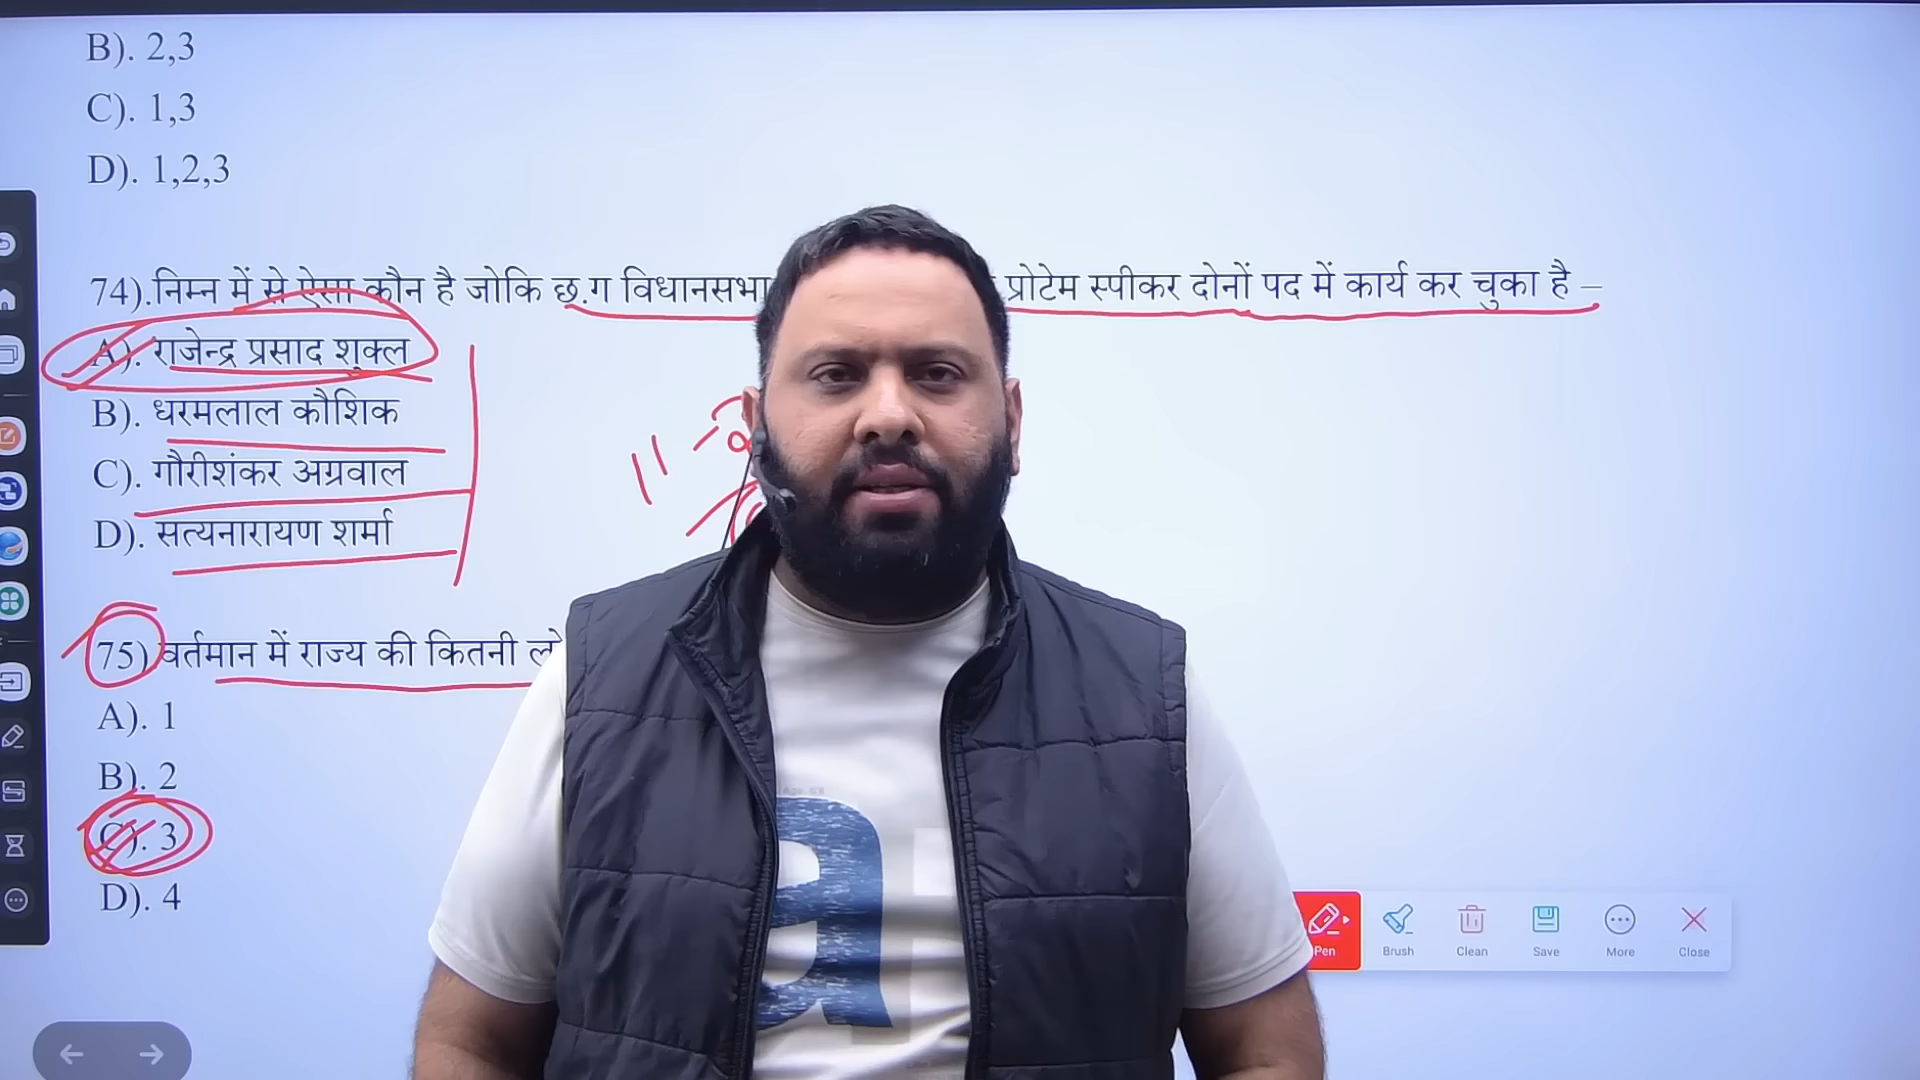 B). 2,3
C). 1,3
D). 1,2,3
74).निम्न में से ऐसा कौन है जोकि छ.ग विधानसभा प्रोटेम स्पीकर दोनों पद में कार्य कर चुका है –
A). राजेन्द्र प्रसाद शुक्ल
B). धरमलाल कौशिक
C). गौरीशंकर अग्रवाल
D). सत्यनारायण शर्मा
11
75) वर्तमान में राज्य की कितनी
A). 1
B). 2
C). 3
D). 4
a
Pen Brush Clean Save More Close